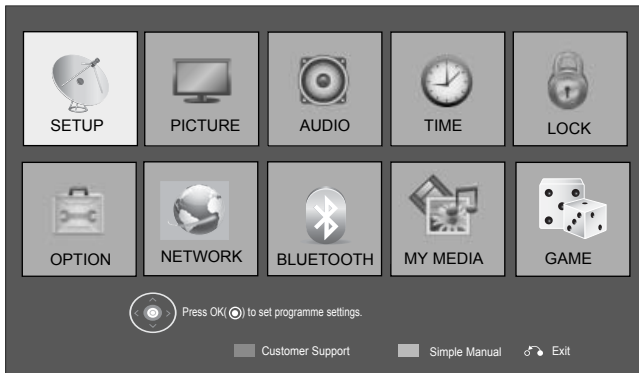 SETUP PICTURE AUDIO TIME LOCK
OPTION NETWORK BLUETOOTH MY MEDIA GAME
Press OK( ) to set programme settings.
Customer Support Simple Manual Exit